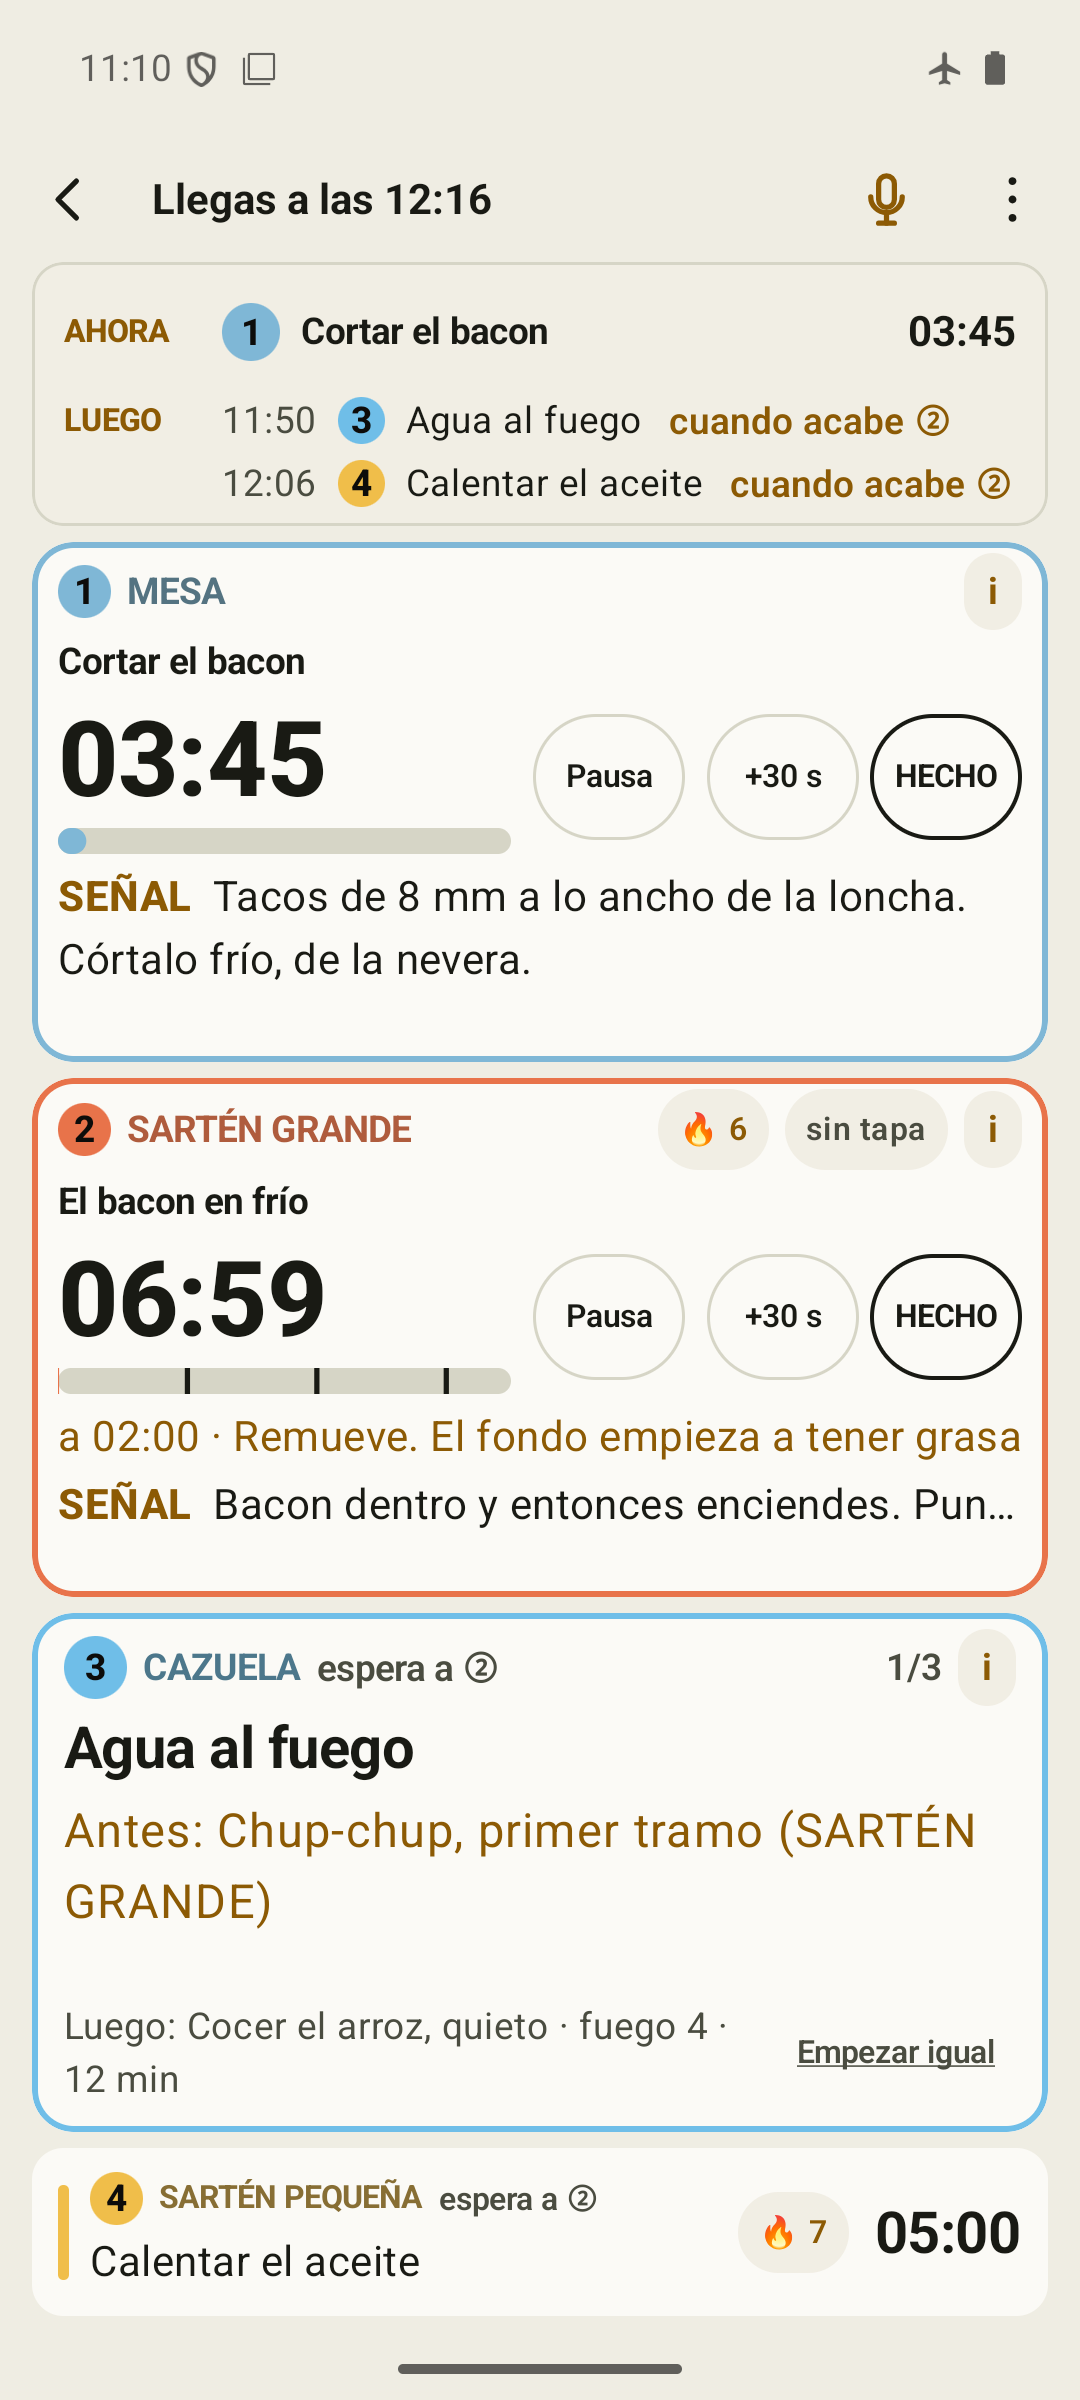 11:10
Llegas a las 12:16
AHORA 1 Cortar el bacon 03:45
LUEGO 11:50 3 Agua al fuego cuando acabe ②
12:06 4 Calentar el aceite cuando acabe ②
1 MESA i
Cortar el bacon
03:45 Pausa +30 s HECHO
SEÑAL Tacos de 8 mm a lo ancho de la loncha.
Córtalo frío, de la nevera.
2 SARTÉN GRANDE 🔥 6 sin tapa i
El bacon en frío
06:59 Pausa +30 s HECHO
a 02:00 · Remueve. El fondo empieza a tener grasa
SEÑAL Bacon dentro y entonces enciendes. Pun…
3 CAZUELA espera a ② 1/3 i
Agua al fuego
Antes: Chup-chup, primer tramo (SARTÉN
GRANDE)
Luego: Cocer el arroz, quieto · fuego 4 ·
12 min
Empezar igual
4 SARTÉN PEQUEÑA espera a ② 🔥 7 05:00
Calentar el aceite